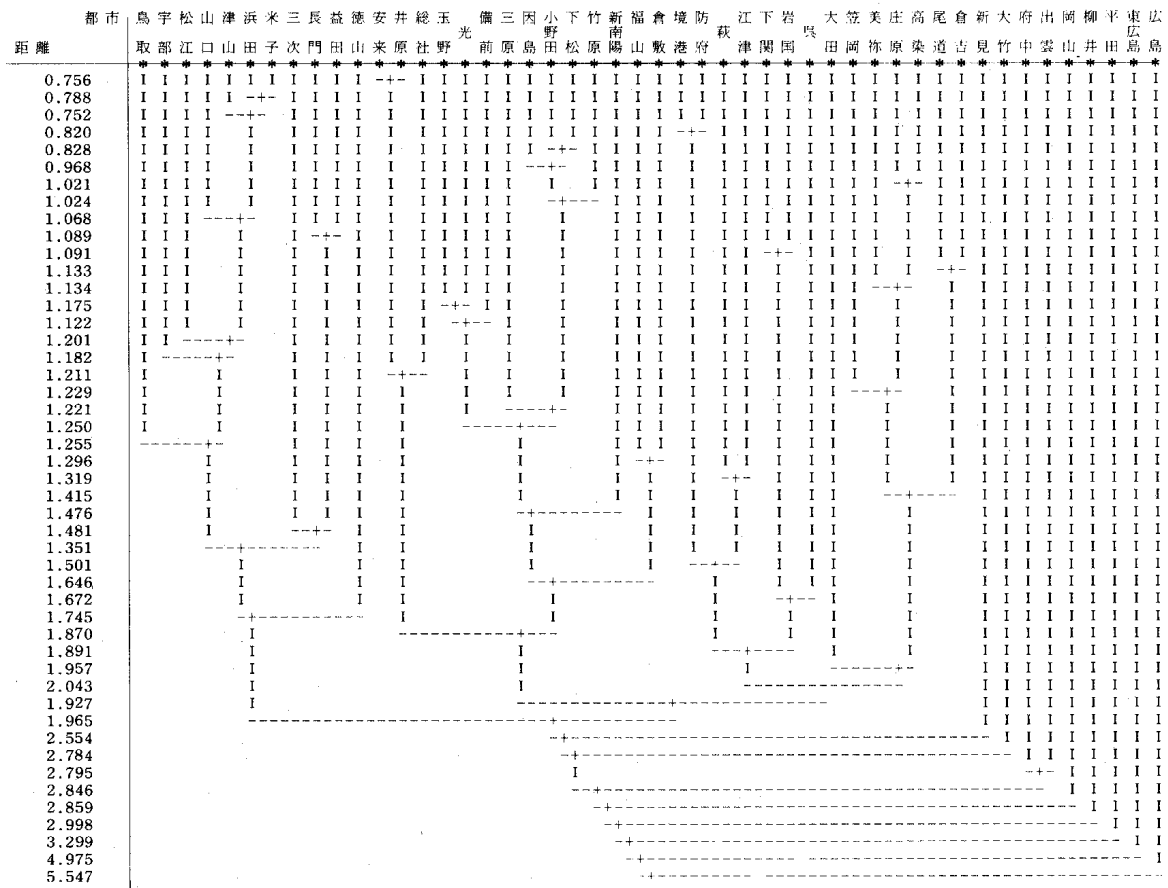 都市
鳥取
宇部
松江
山口
津山
浜田
米子
三次
長門
益田
徳山
安来
井原
総社
玉野
光
備前
三原
因島
小野田
下松
竹原
新南陽
福山
倉敷
境港
防府
萩
江津
下関
岩国
呉
大田
笠岡
美祢
庄原
高梁
尾道
倉吉
新見
大竹
府中
出雲
岡山
柳井
平田
東広島
広島
距離
0.756
0.788
0.752
0.820
0.828
0.968
1.021
1.024
1.068
1.089
1.091
1.133
1.134
1.175
1.122
1.201
1.182
1.211
1.229
1.221
1.250
1.255
1.296
1.319
1.415
1.476
1.481
1.351
1.501
1.646
1.672
1.745
1.870
1.891
1.957
2.043
1.927
1.965
2.554
2.784
2.795
2.846
2.859
2.998
3.299
4.975
5.547